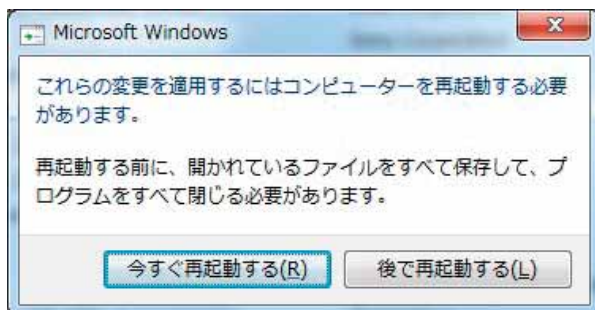 Microsoft Windows
これらの変更を適用するにはコンピューターを再起動する必要
があります。
再起動する前に、開かれているファイルをすべて保存して、プ
ログラムをすべて閉じる必要があります。
今すぐ再起動する(R)
後で再起動する(L)